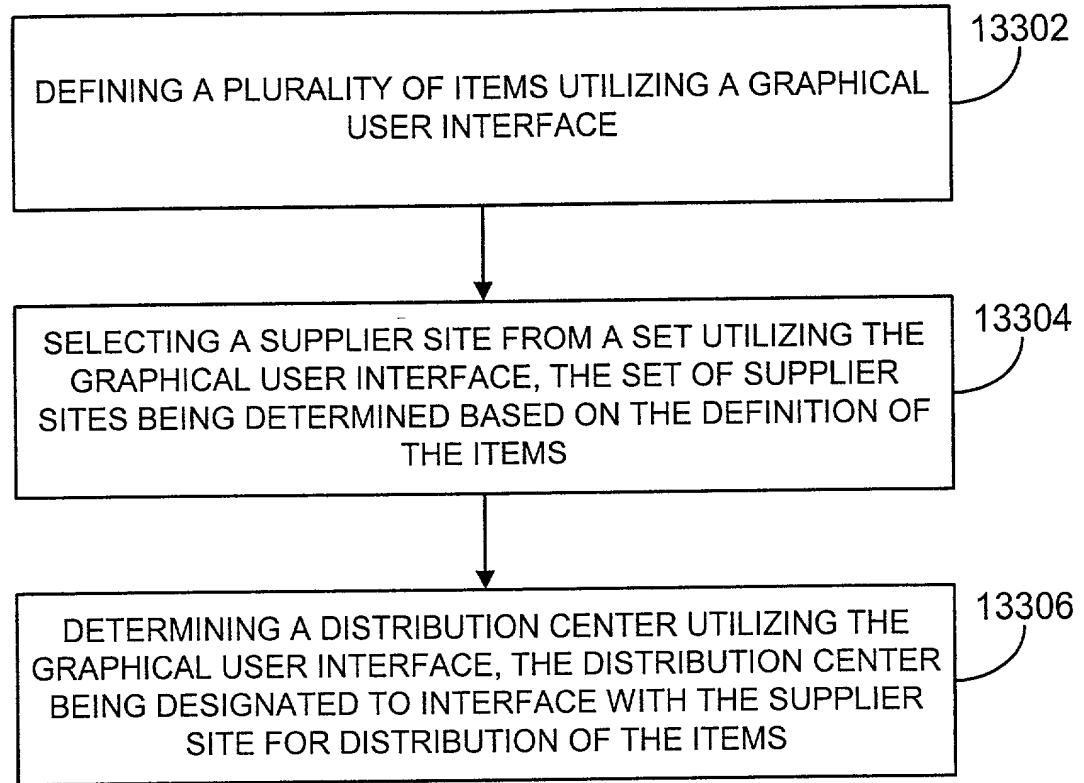 13302
DEFINING A PLURALITY OF ITEMS UTILIZING A GRAPHICAL
USER INTERFACE
13304
SELECTING A SUPPLIER SITE FROM A SET UTILIZING THE
GRAPHICAL USER INTERFACE, THE SET OF SUPPLIER
SITES BEING DETERMINED BASED ON THE DEFINITION OF
THE ITEMS
13306
DETERMINING A DISTRIBUTION CENTER UTILIZING THE
GRAPHICAL USER INTERFACE, THE DISTRIBUTION CENTER
BEING DESIGNATED TO INTERFACE WITH THE SUPPLIER
SITE FOR DISTRIBUTION OF THE ITEMS